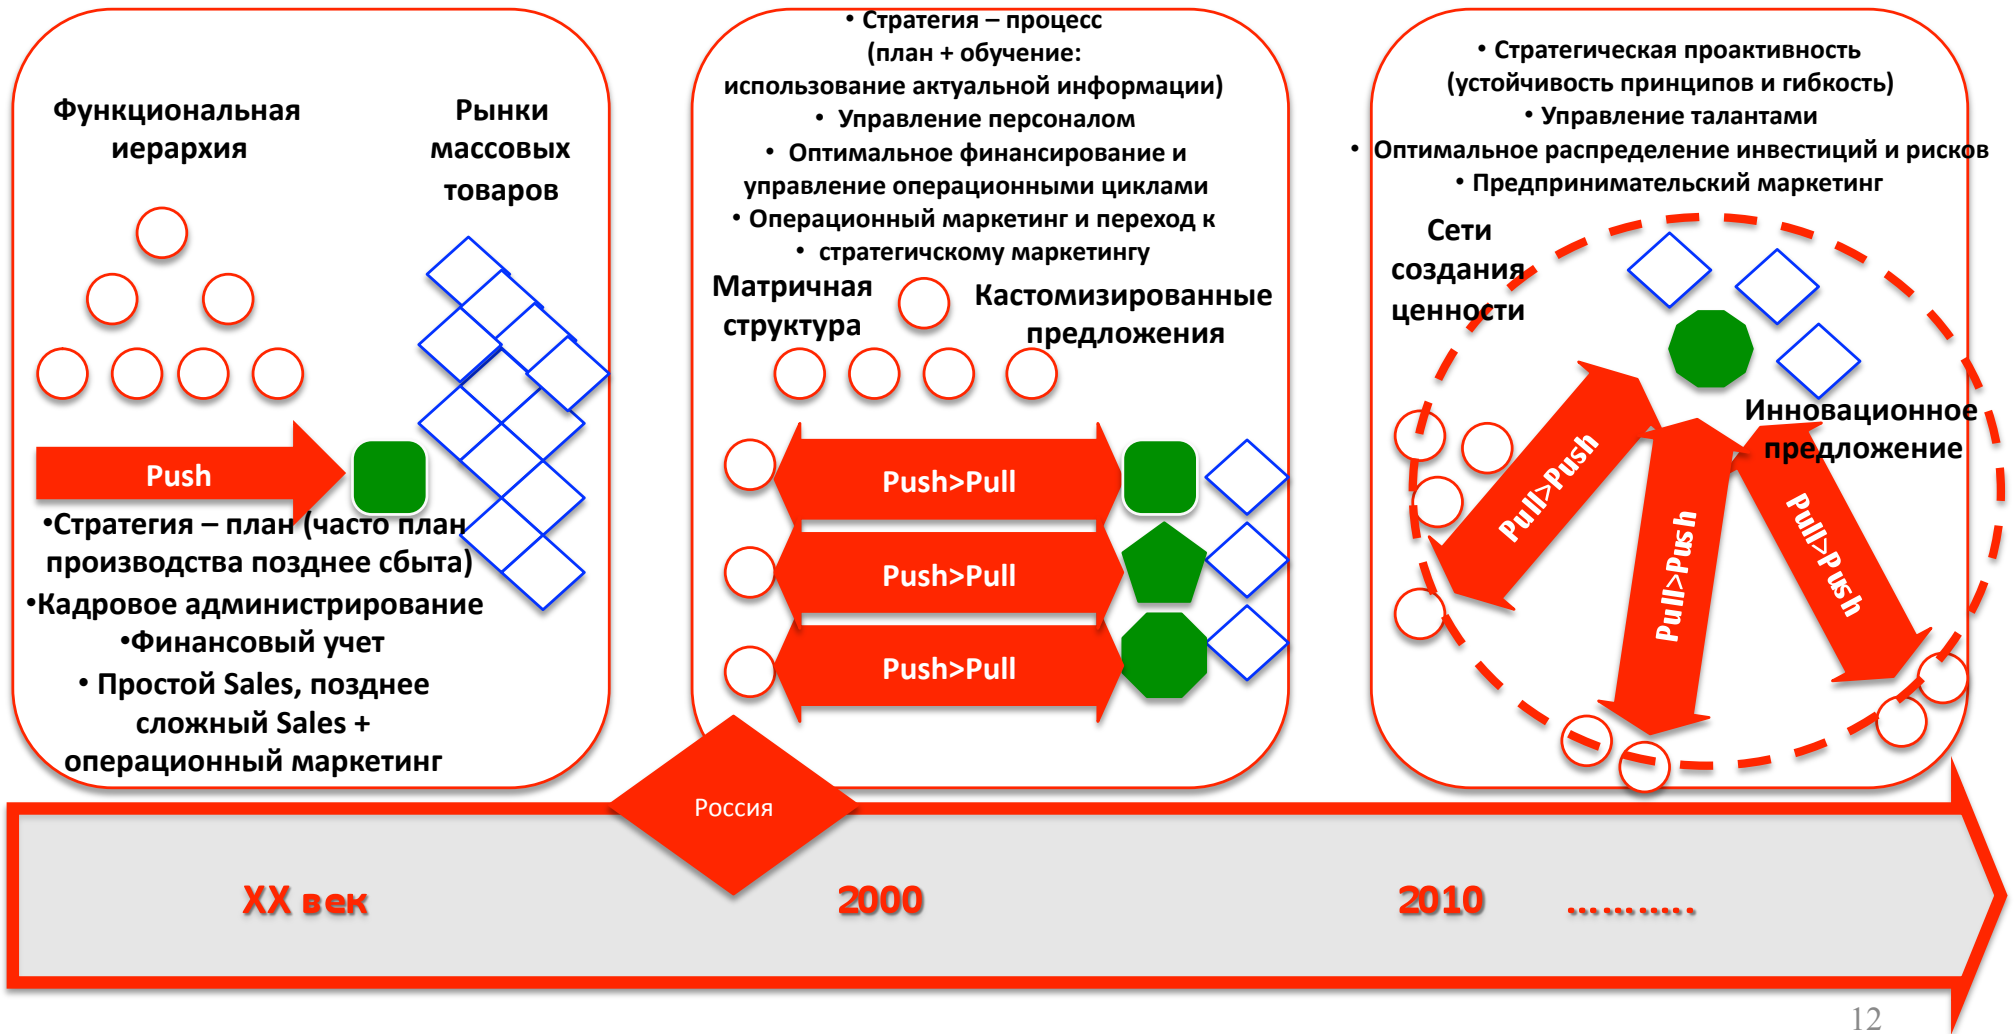 Функциональная
иерархия
Рынки
массовых
товаров
Push
•Стратегия – план (часто план
производства позднее сбыта)
•Кадровое администрирование
•Финансовый учет
• Простой Sales, позднее
сложный Sales +
операционный маркетинг
• Стратегия – процесс
(план + обучение:
использование актуальной информации)
• Управление персоналом
• Оптимальное финансирование и
управление операционными циклами
• Операционный маркетинг и переход к
• стратегичскому маркетингу
Матричная
структура
Кастомизированные
предложения
Push>Pull
Push>Pull
Push>Pull
• Стратегическая проактивность
(устойчивость принципов и гибкость)
• Управление талантами
• Оптимальное распределение инвестиций и рисков
• Предпринимательский маркетинг
Сети
создания
ценности
Инновационное
предложение
Pull>Push
Pull>Push
Pull>Push
Россия
XX век
2000
2010 ...........
12